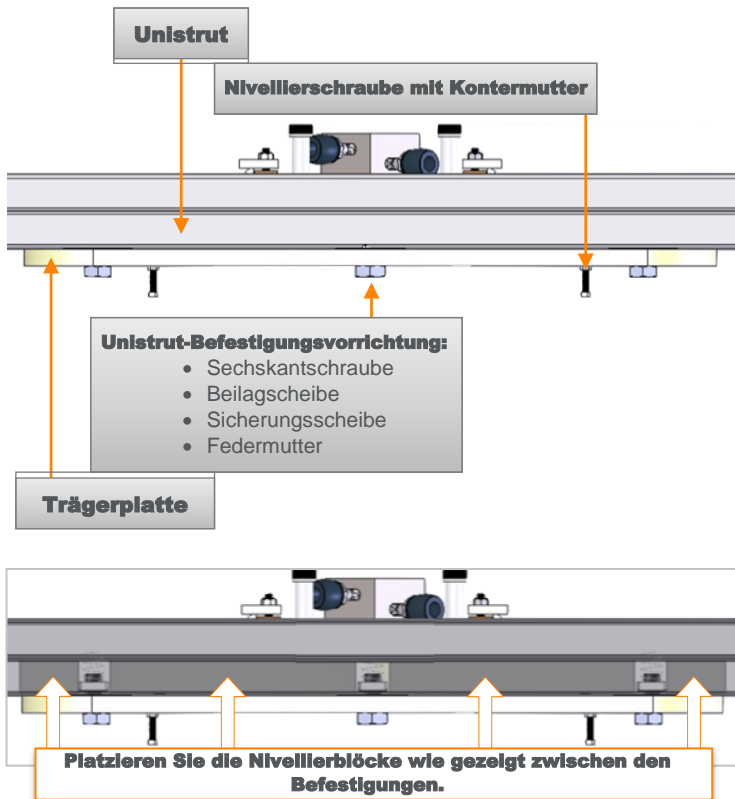 Unistrut
Nivellierschraube mit Kontermutter
Unistrut-Befestigungsvorrichtung:
• Sechskantschraube
• Beilagscheibe
• Sicherungsscheibe
• Federmutter
Trägerplatte
Platzieren Sie die Nivellierblöcke wie gezeigt zwischen den
Befestigungen.